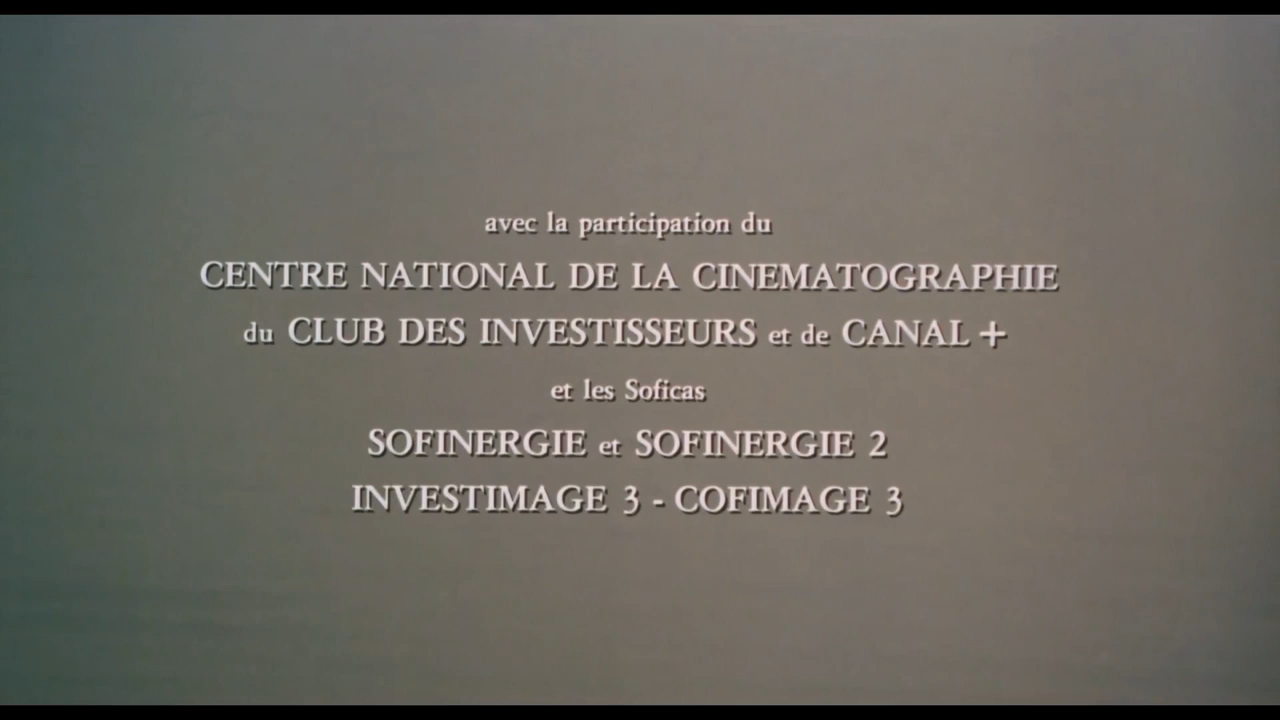 avec la participation du
CENTRE NATIONAL DE LA CINEMATOGRAPHIE
du CLUB DES INVESTISSEURS et de CANAL +
et les Soficas
SOFINERGIE et SOFINERGIE 2
INVESTIMAGE 3 - COFIMAGE 3